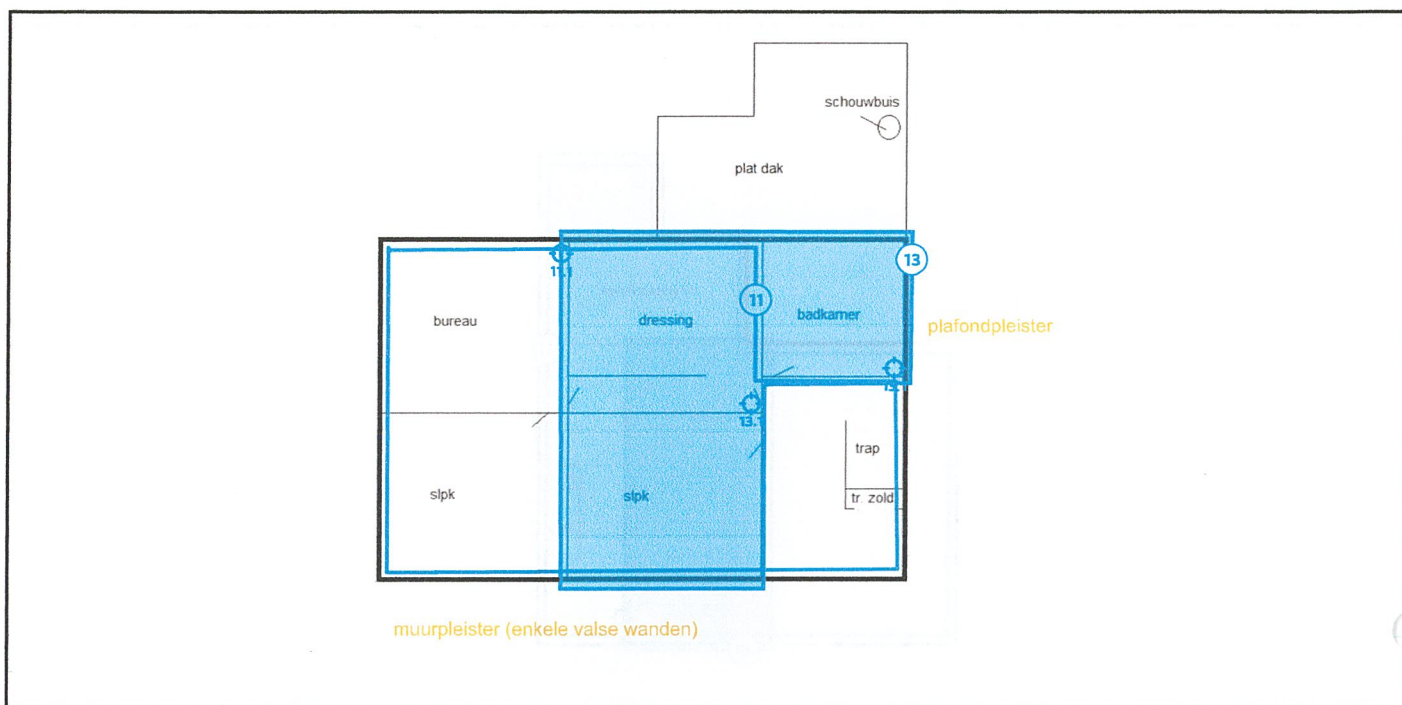 schouwbuis
plat dak
13
11.1
11
bureau
dressing
badkamer
plafondpleister
13.1
trap
slpk
slpk
tr. zold
muurpleister (enkele valse wanden)